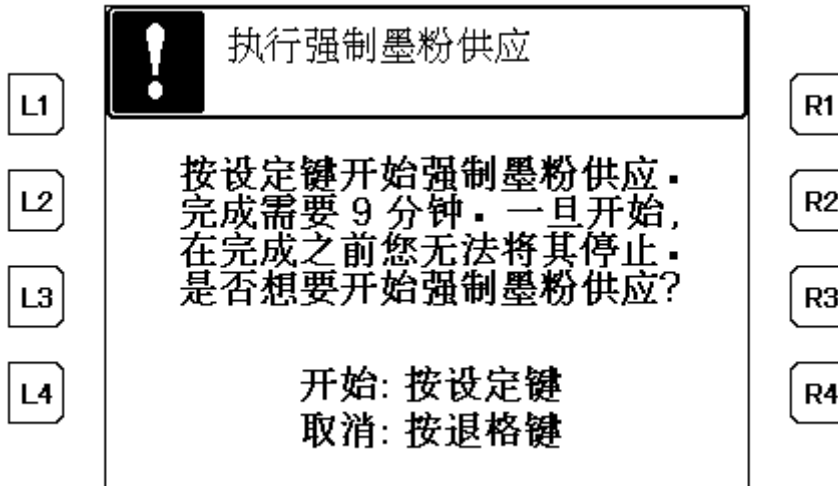 执行强制墨粉供应
L1
R1
按设定键开始强制墨粉供应.
L2
R2
完成需要 9 分钟. 一旦开始,
在完成之前您无法将其停止.
L3
R3
是否想要开始强制墨粉供应?
L4
R4
开始: 按设定键
取消: 按退格键